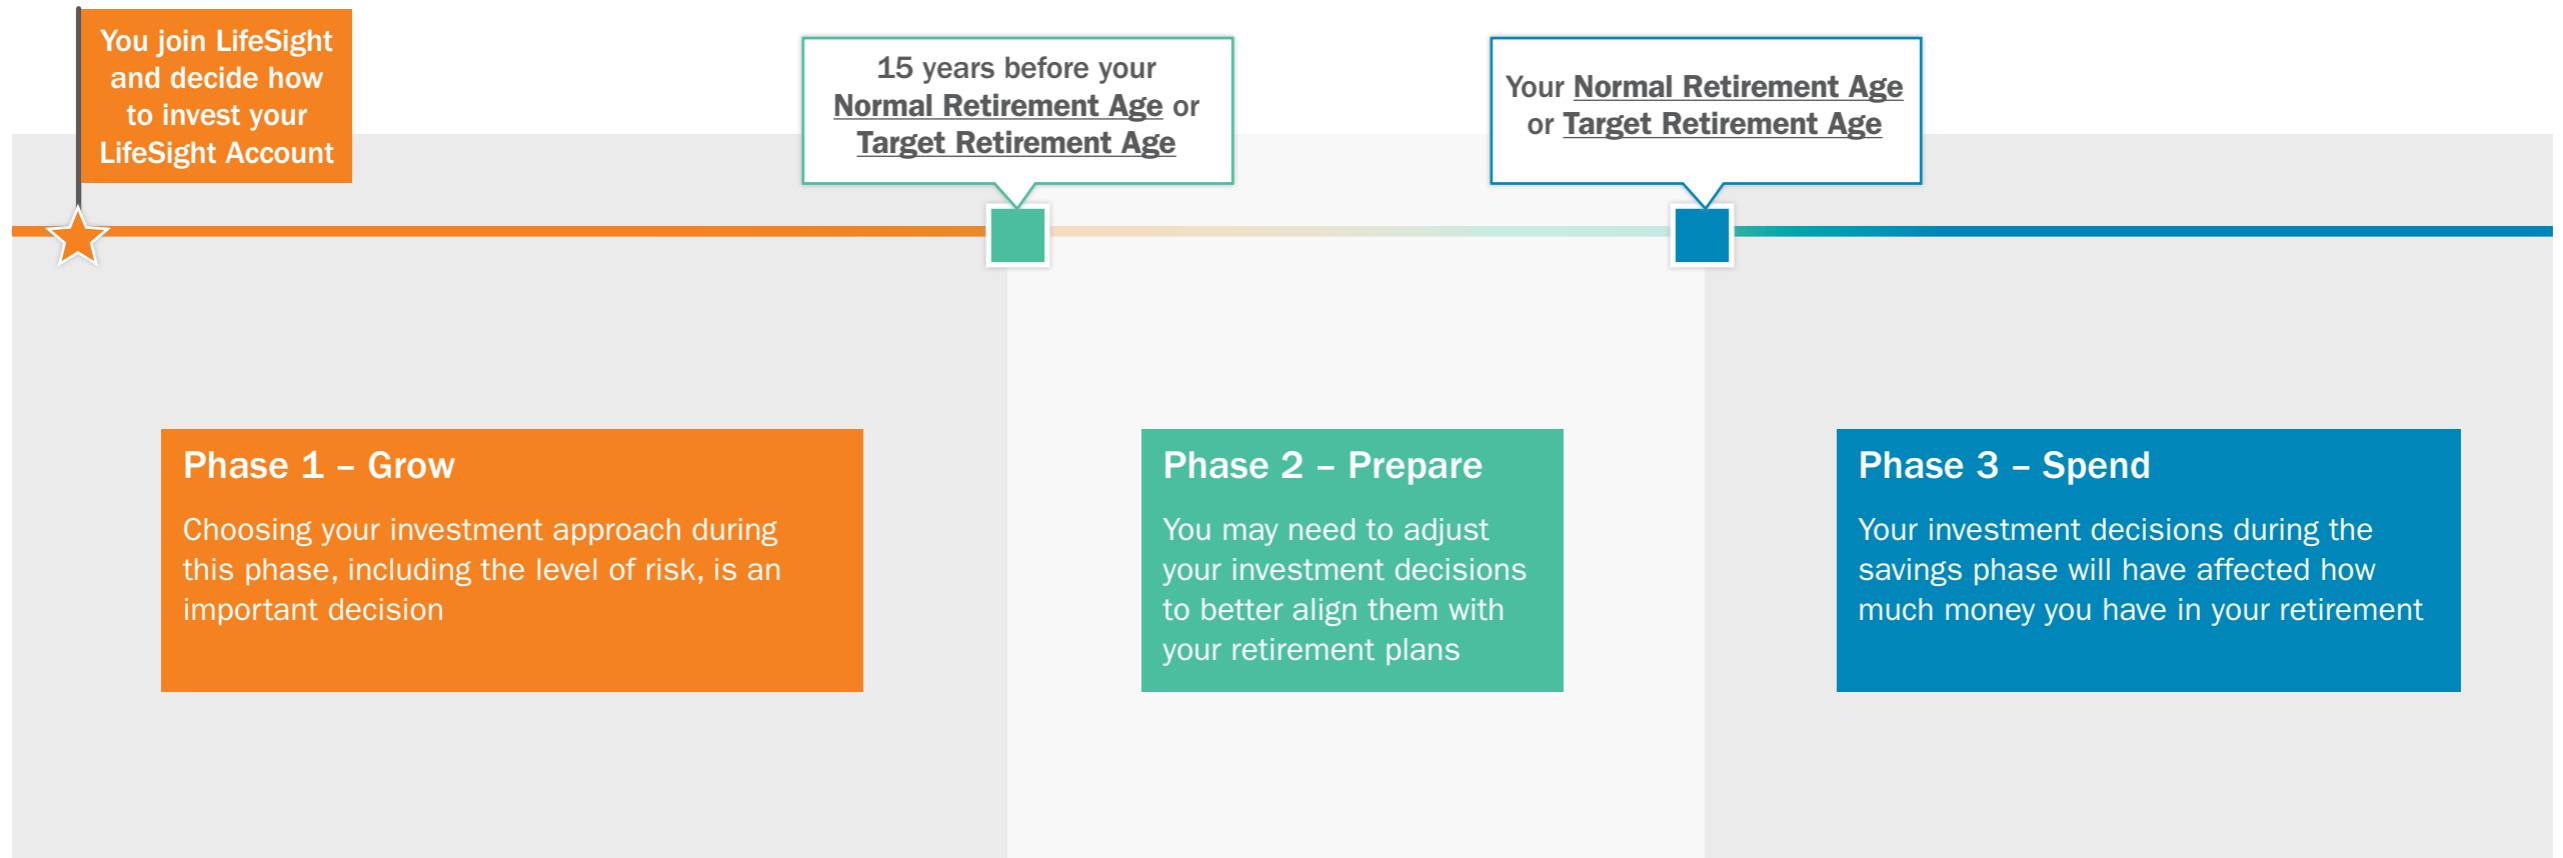 You join LifeSight
and decide how
to invest your
LifeSight Account
15 years before your
Normal Retirement Age or
Target Retirement Age
Your Normal Retirement Age
or Target Retirement Age
Phase 1 – Grow
Choosing your investment approach during
this phase, including the level of risk, is an
important decision
Phase 2 – Prepare
You may need to adjust
your investment decisions
to better align them with
your retirement plans
Phase 3 – Spend
Your investment decisions during the
savings phase will have affected how
much money you have in your retirement